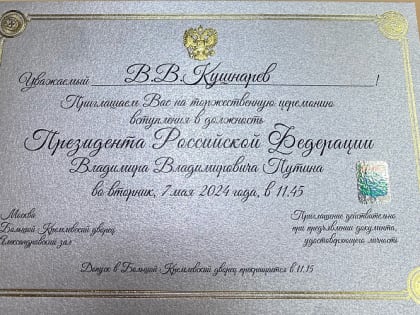 Уважаемый В.В. Кушнарев !
Приглашаем Вас на торжественную церемонию
вступления в должность
Президента Российской Федерации
Владимира Владимировича Путина
во вторник, 7 мая 2024 года, в 11.45
Москва
Большой Кремлевский дворец
Александровский зал
Приглашение действительно
при предъявлении документа,
удостоверяющего личность
Допуск в Большой Кремлевский дворец прекращается в 11.15